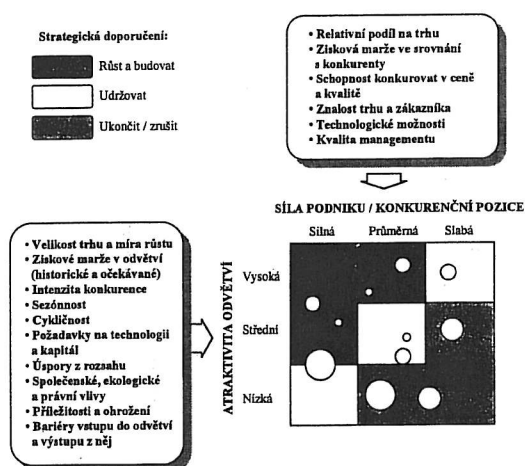 Strategická doporučení:
Růst a budovat
Udržovat
Ukončit / zrušit
• Relativní podíl na trhu
• Zisková marže ve srovnání
s konkurenty
• Schopnost konkurovat v ceně
a kvalitě
• Znalost trhu a zákazníka
• Technologické možnosti
• Kvalita managementu
SÍLA PODNIKU / KONKURENČNÍ POZICE
Silná Průměrná Slabá
• Velikost trhu a míra růstu
• Ziskové marže v odvětví
(historické a očekávané)
• Intenzita konkurence
• Sezónnost
• Cykličnost
• Požadavky na technologii
a kapitál
• Úspory z rozsahu
• Společenské, ekologické
a právní vlivy
• Příležitosti a ohrožení
• Bariéry vstupu do odvětví
a výstupu z něj
ATRAKTIVITA ODVĚTVÍ
Vysoká
Střední
Nízká